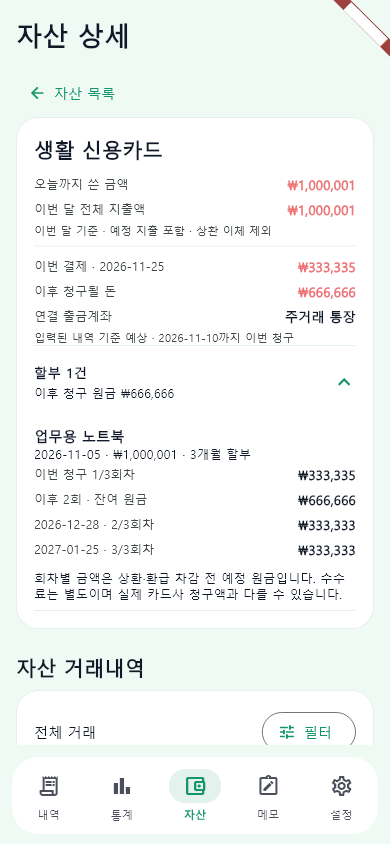 자산 상세
자산 목록
생활 신용카드
오늘까지 쓴 금액 ₩1,000,001
이번 달 전체 지출액 ₩1,000,001
이번 달 기준 · 예정 지출 포함 · 상환 이체 제외
이번 결제 · 2026-11-25 ₩333,335
이후 청구될 돈 ₩666,666
연결 출금계좌 주거래 통장
입력된 내역 기준 예상 · 2026-11-10까지 이번 청구
할부 1건
이후 청구 원금 ₩666,666
업무용 노트북
2026-11-05 · ₩1,000,001 · 3개월 할부
이번 청구 1/3회차 ₩333,335
이후 2회 · 잔여 원금 ₩666,666
2026-12-28 · 2/3회차 ₩333,333
2027-01-25 · 3/3회차 ₩333,333
회차별 금액은 상환·환급 차감 전 예정 원금입니다. 수수
료는 별도이며 실제 카드사 청구액과 다를 수 있습니다.
자산 거래내역
전체 거래 필터
내역 통계 자산 메모 설정